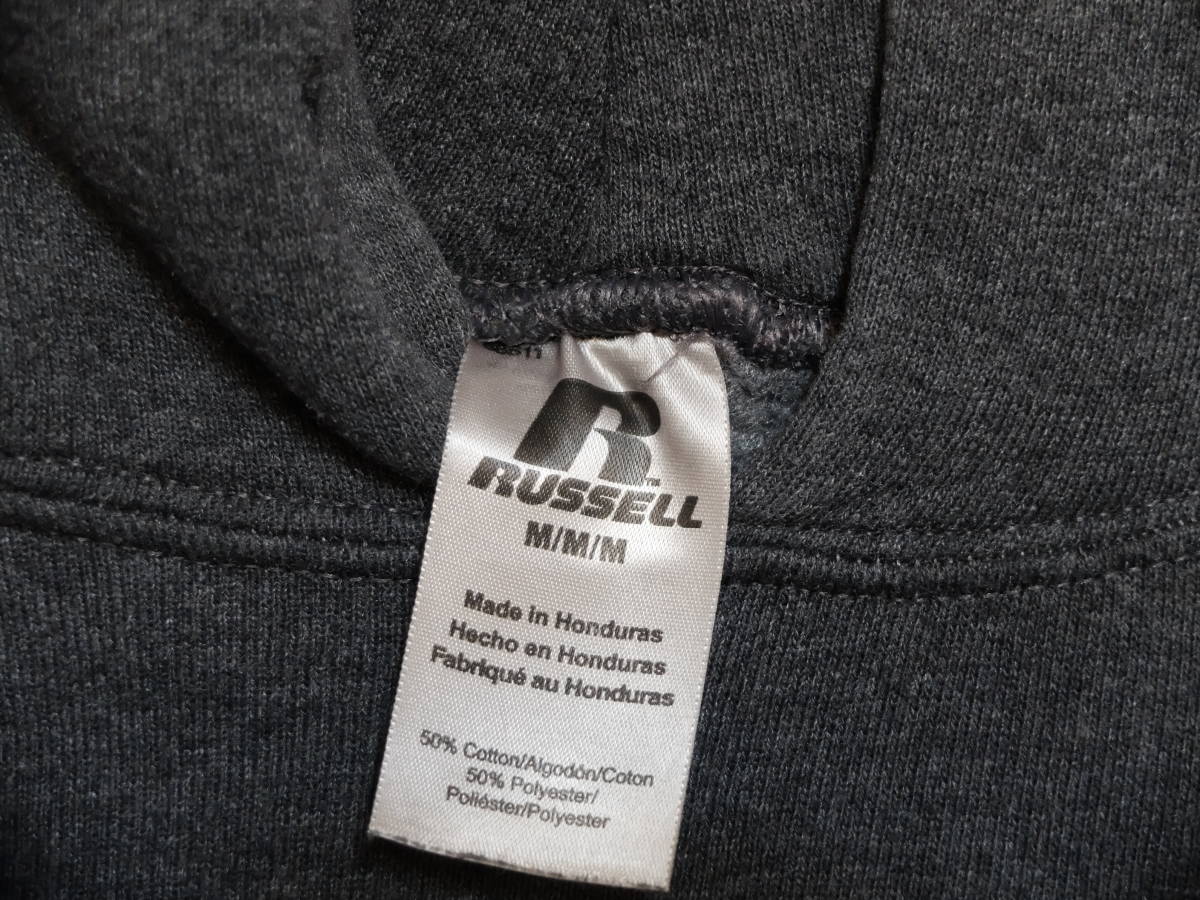 R
RUSSELL
M/M/M
Made in Honduras
Hecho en Honduras
Fabriqué au Honduras
50% Cotton/Algodón/Coton
50% Polyester/
Poliéster/Polyester